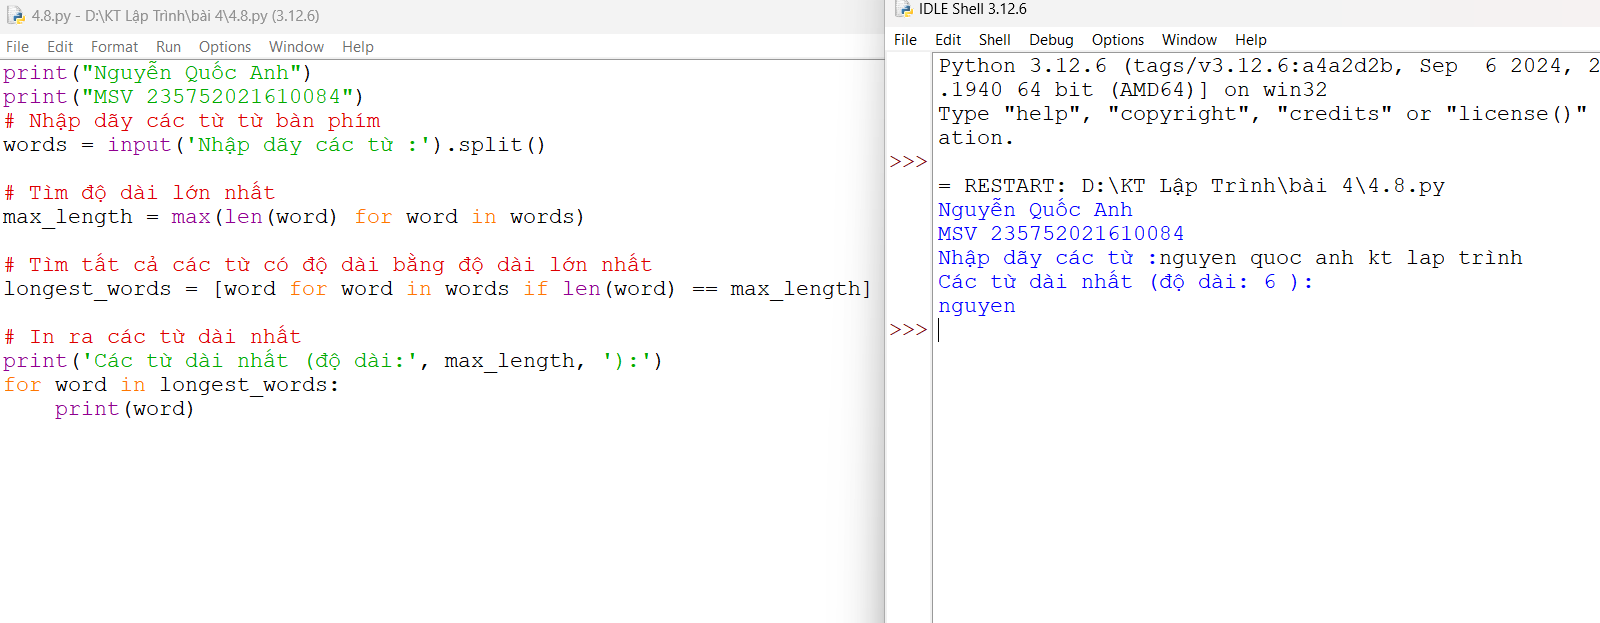 4.8.py - D:\KT Lập Trình\bài 4\4.8.py (3.12.6)
File Edit Format Run Options Window Help
print("Nguyễn Quốc Anh")
print("MSV 235752021610084")
# Nhập dãy các từ từ bàn phím
words = input('Nhập dãy các từ :').split()
# Tìm độ dài lớn nhất
max_length = max(len(word) for word in words)
# Tìm tất cả các từ có độ dài bằng độ dài lớn nhất
longest_words = [word for word in words if len(word) == max_length]
# In ra các từ dài nhất
print('Các từ dài nhất (độ dài:', max_length, '):')
for word in longest_words:
    print(word)
IDLE Shell 3.12.6
File Edit Shell Debug Options Window Help
Python 3.12.6 (tags/v3.12.6:a4a2d2b, Sep  6 2024, 2
.1940 64 bit (AMD64)] on win32
Type "help", "copyright", "credits" or "license()"
ation.
>>>
= RESTART: D:\KT Lập Trình\bài 4\4.8.py
Nguyễn Quốc Anh
MSV 235752021610084
Nhập dãy các từ :nguyen quoc anh kt lap trình
Các từ dài nhất (độ dài: 6 ):
nguyen
>>>